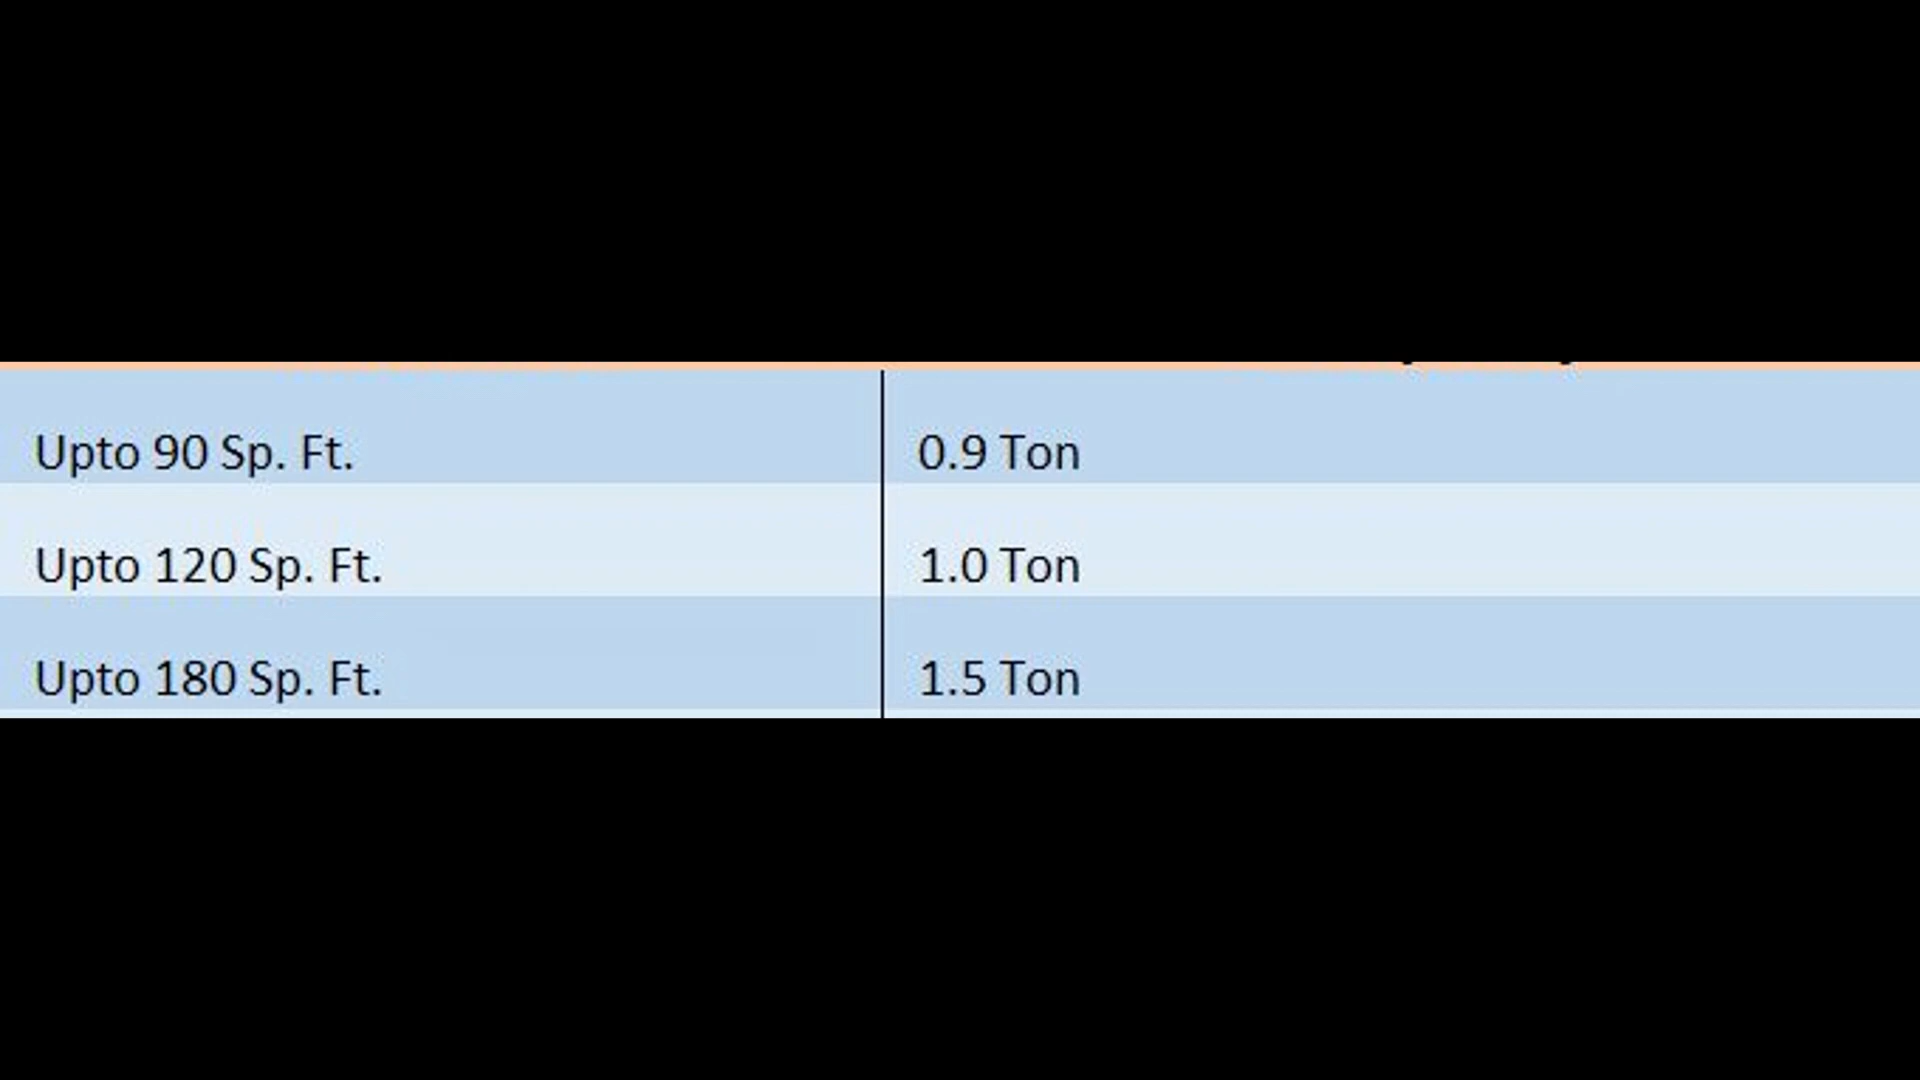 Upto 90 Sp. Ft. 0.9 Ton
Upto 120 Sp. Ft. 1.0 Ton
Upto 180 Sp. Ft. 1.5 Ton